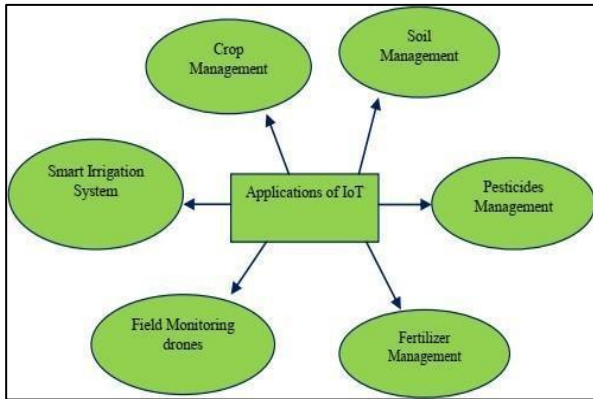 Crop
Management
Soil
Management
Smart Irrigation
System
Applications of IoT
Pesticides
Management
Field Monitoring
drones
Fertilizer
Management